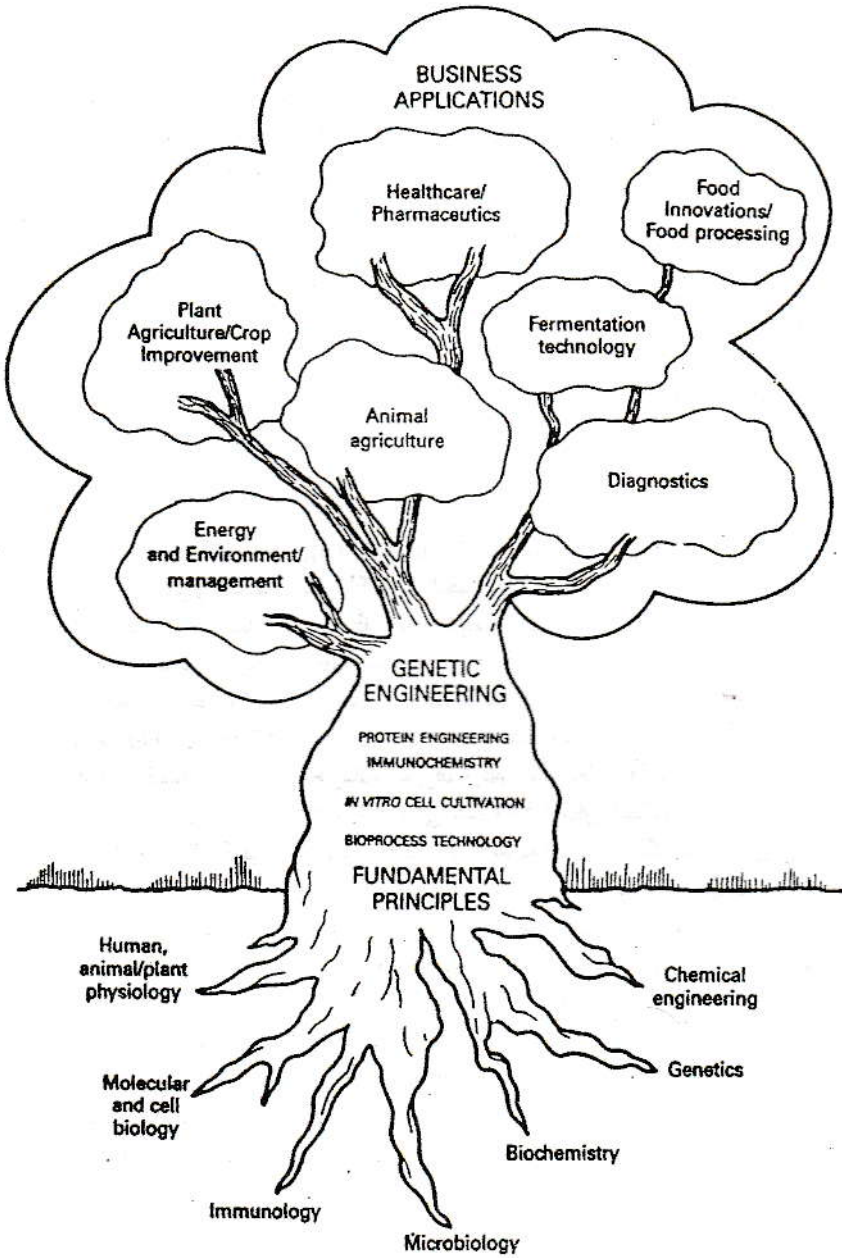 BUSINESS
APPLICATIONS
Healthcare/
Pharmaceutics
Food
Innovations/
Food processing
Plant
Agriculture/Crop
Improvement
Fermentation
technology
Animal
agriculture
Diagnostics
Energy
and Environment/
management
GENETIC
ENGINEERING
PROTEIN ENGINEERING
IMMUNOCHEMISTRY
IN VITRO CELL CULTIVATION
BIOPROCESS TECHNOLOGY
FUNDAMENTAL
PRINCIPLES
Human,
animal/plant
physiology
Chemical
engineering
Molecular
and cell
biology
Genetics
Biochemistry
Immunology
Microbiology